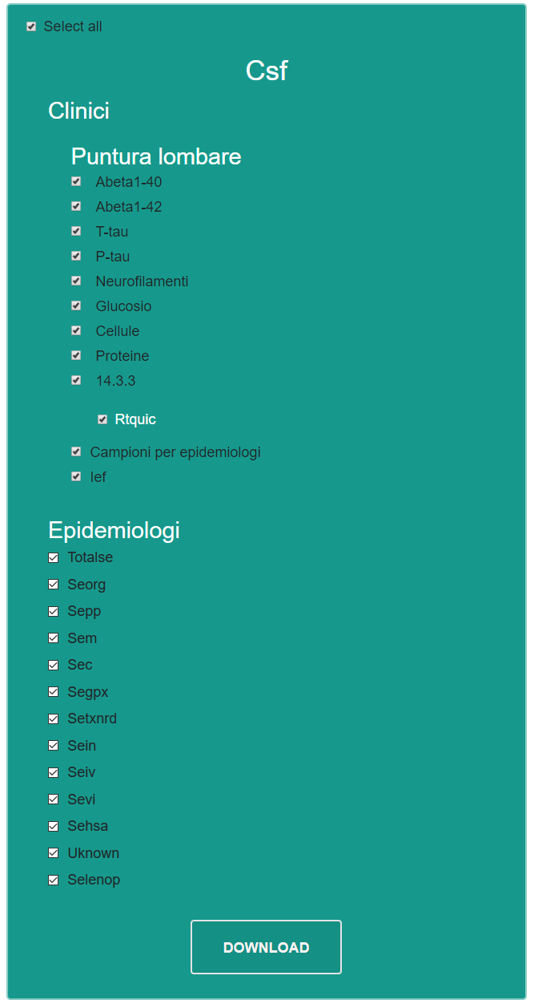 Select all
Csf
Clinici
Puntura lombare
Abeta1-40
Abeta1-42
T-tau
P-tau
Neurofilamenti
Glucosio
Cellule
Proteine
14.3.3
Rtquic
Campioni per epidemiologi
Ief
Epidemiologi
Totalse
Seorg
Sepp
Sem
Sec
Segpx
Setxnrd
Sein
Seiv
Sevi
Sehsa
Uknown
Selenop
DOWNLOAD